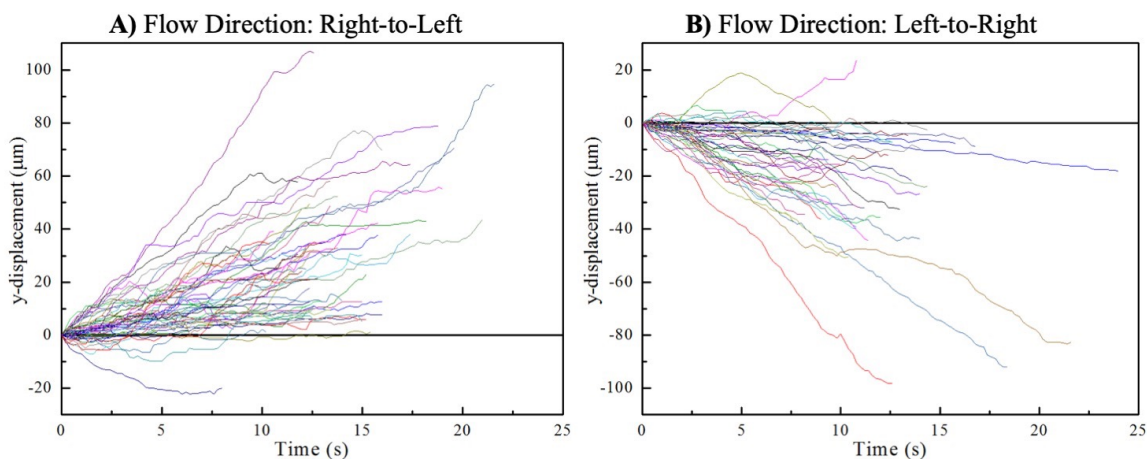 A) Flow Direction: Right-to-Left
100
80
60
40
20
0
-20
y-displacement (μm)
0 5 10 15 20 25
Time (s)
B) Flow Direction: Left-to-Right
20
0
-20
-40
-60
-80
-100
y-displacement (μm)
0 5 10 15 20 25
Time (s)